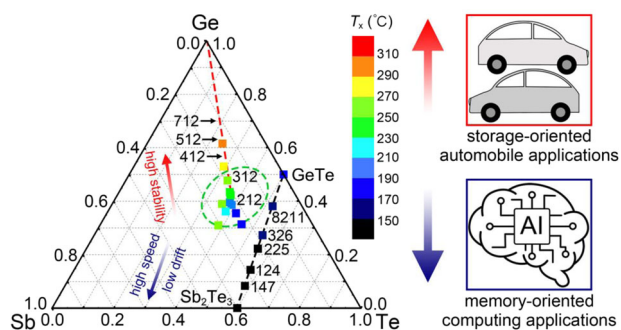 Ge
0.0 1.0
0.2 0.8
0.4 0.6
0.6 0.4
0.8 0.2
1.0 0.0
0.0 0.2 0.4 0.6 0.8 1.0
Sb
Te
712
512
412
312
212
GeTe
8211
326
225
124
147
Sb₂Te₃
high stability
high speed
low drift
Tₓ (°C)
310
290
270
250
230
210
190
170
150
storage-oriented
automobile applications
AI
memory-oriented
computing applications